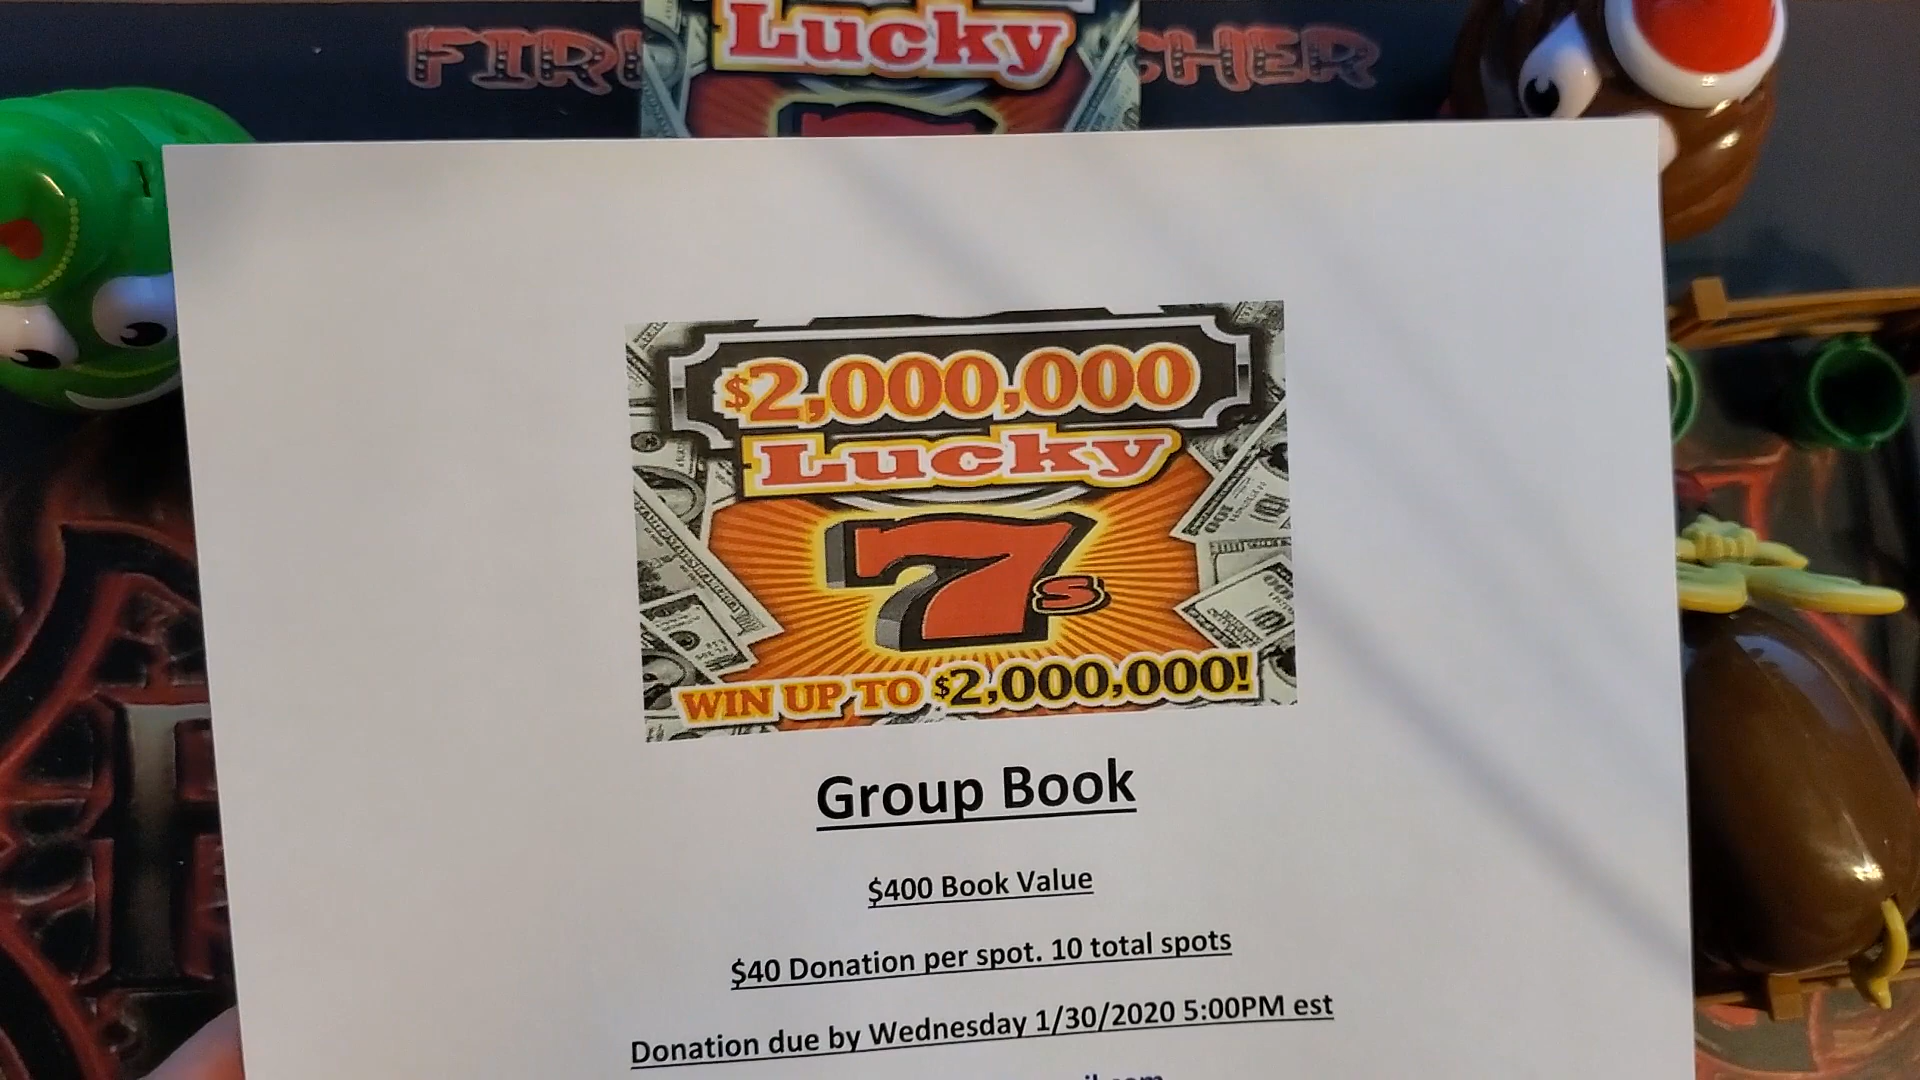 Lucky
$2,000,000
Lucky
7s
WIN UP TO $2,000,000!
Group Book
$400 Book Value
$40 Donation per spot. 10 total spots
Donation due by Wednesday 1/30/2020 5:00PM est